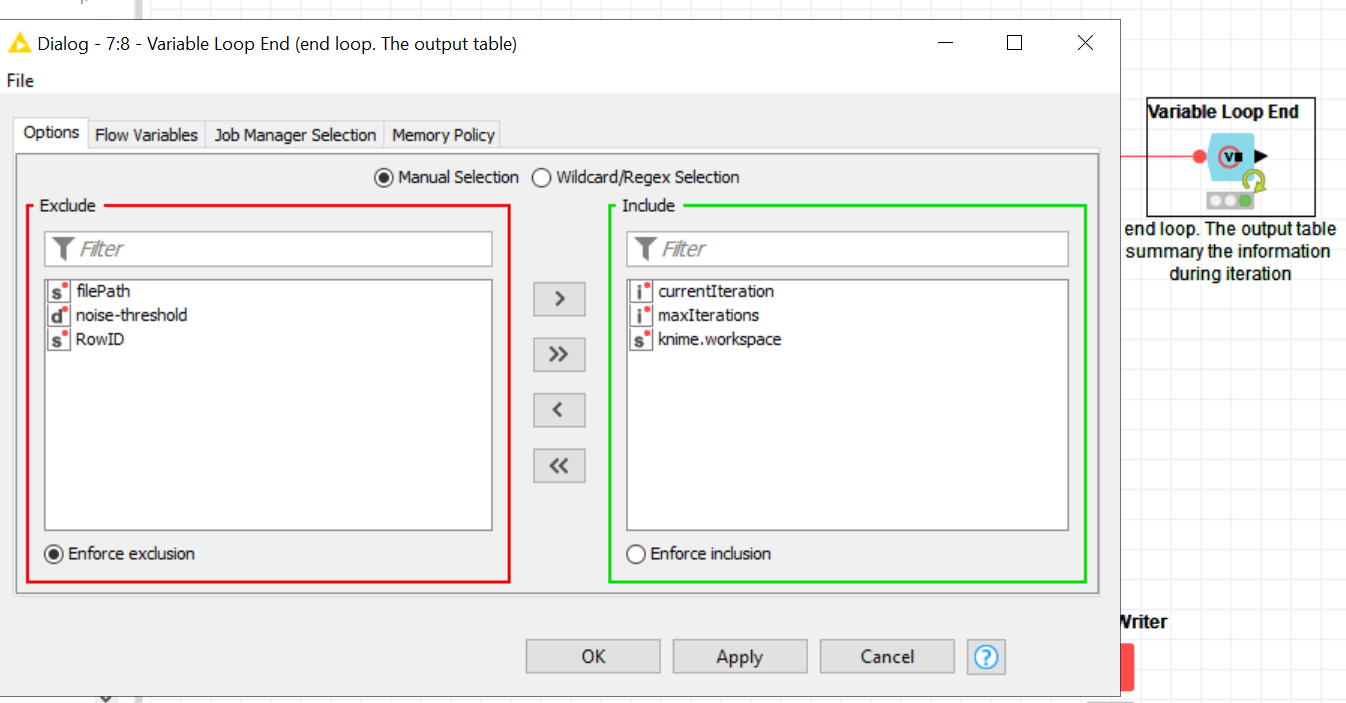 Dialog - 7:8 - Variable Loop End (end loop. The output table)
File
Options Flow Variables Job Manager Selection Memory Policy
Manual Selection Wildcard/Regex Selection
Exclude
Filter
s filePath
d noise-threshold
s RowID
Enforce exclusion
>
>>
<
<<
Include
Filter
i currentIteration
i maxIterations
s knime.workspace
Enforce inclusion
OK Apply Cancel ?
Variable Loop End
V
end loop. The output table
summary the information
during iteration
Writer